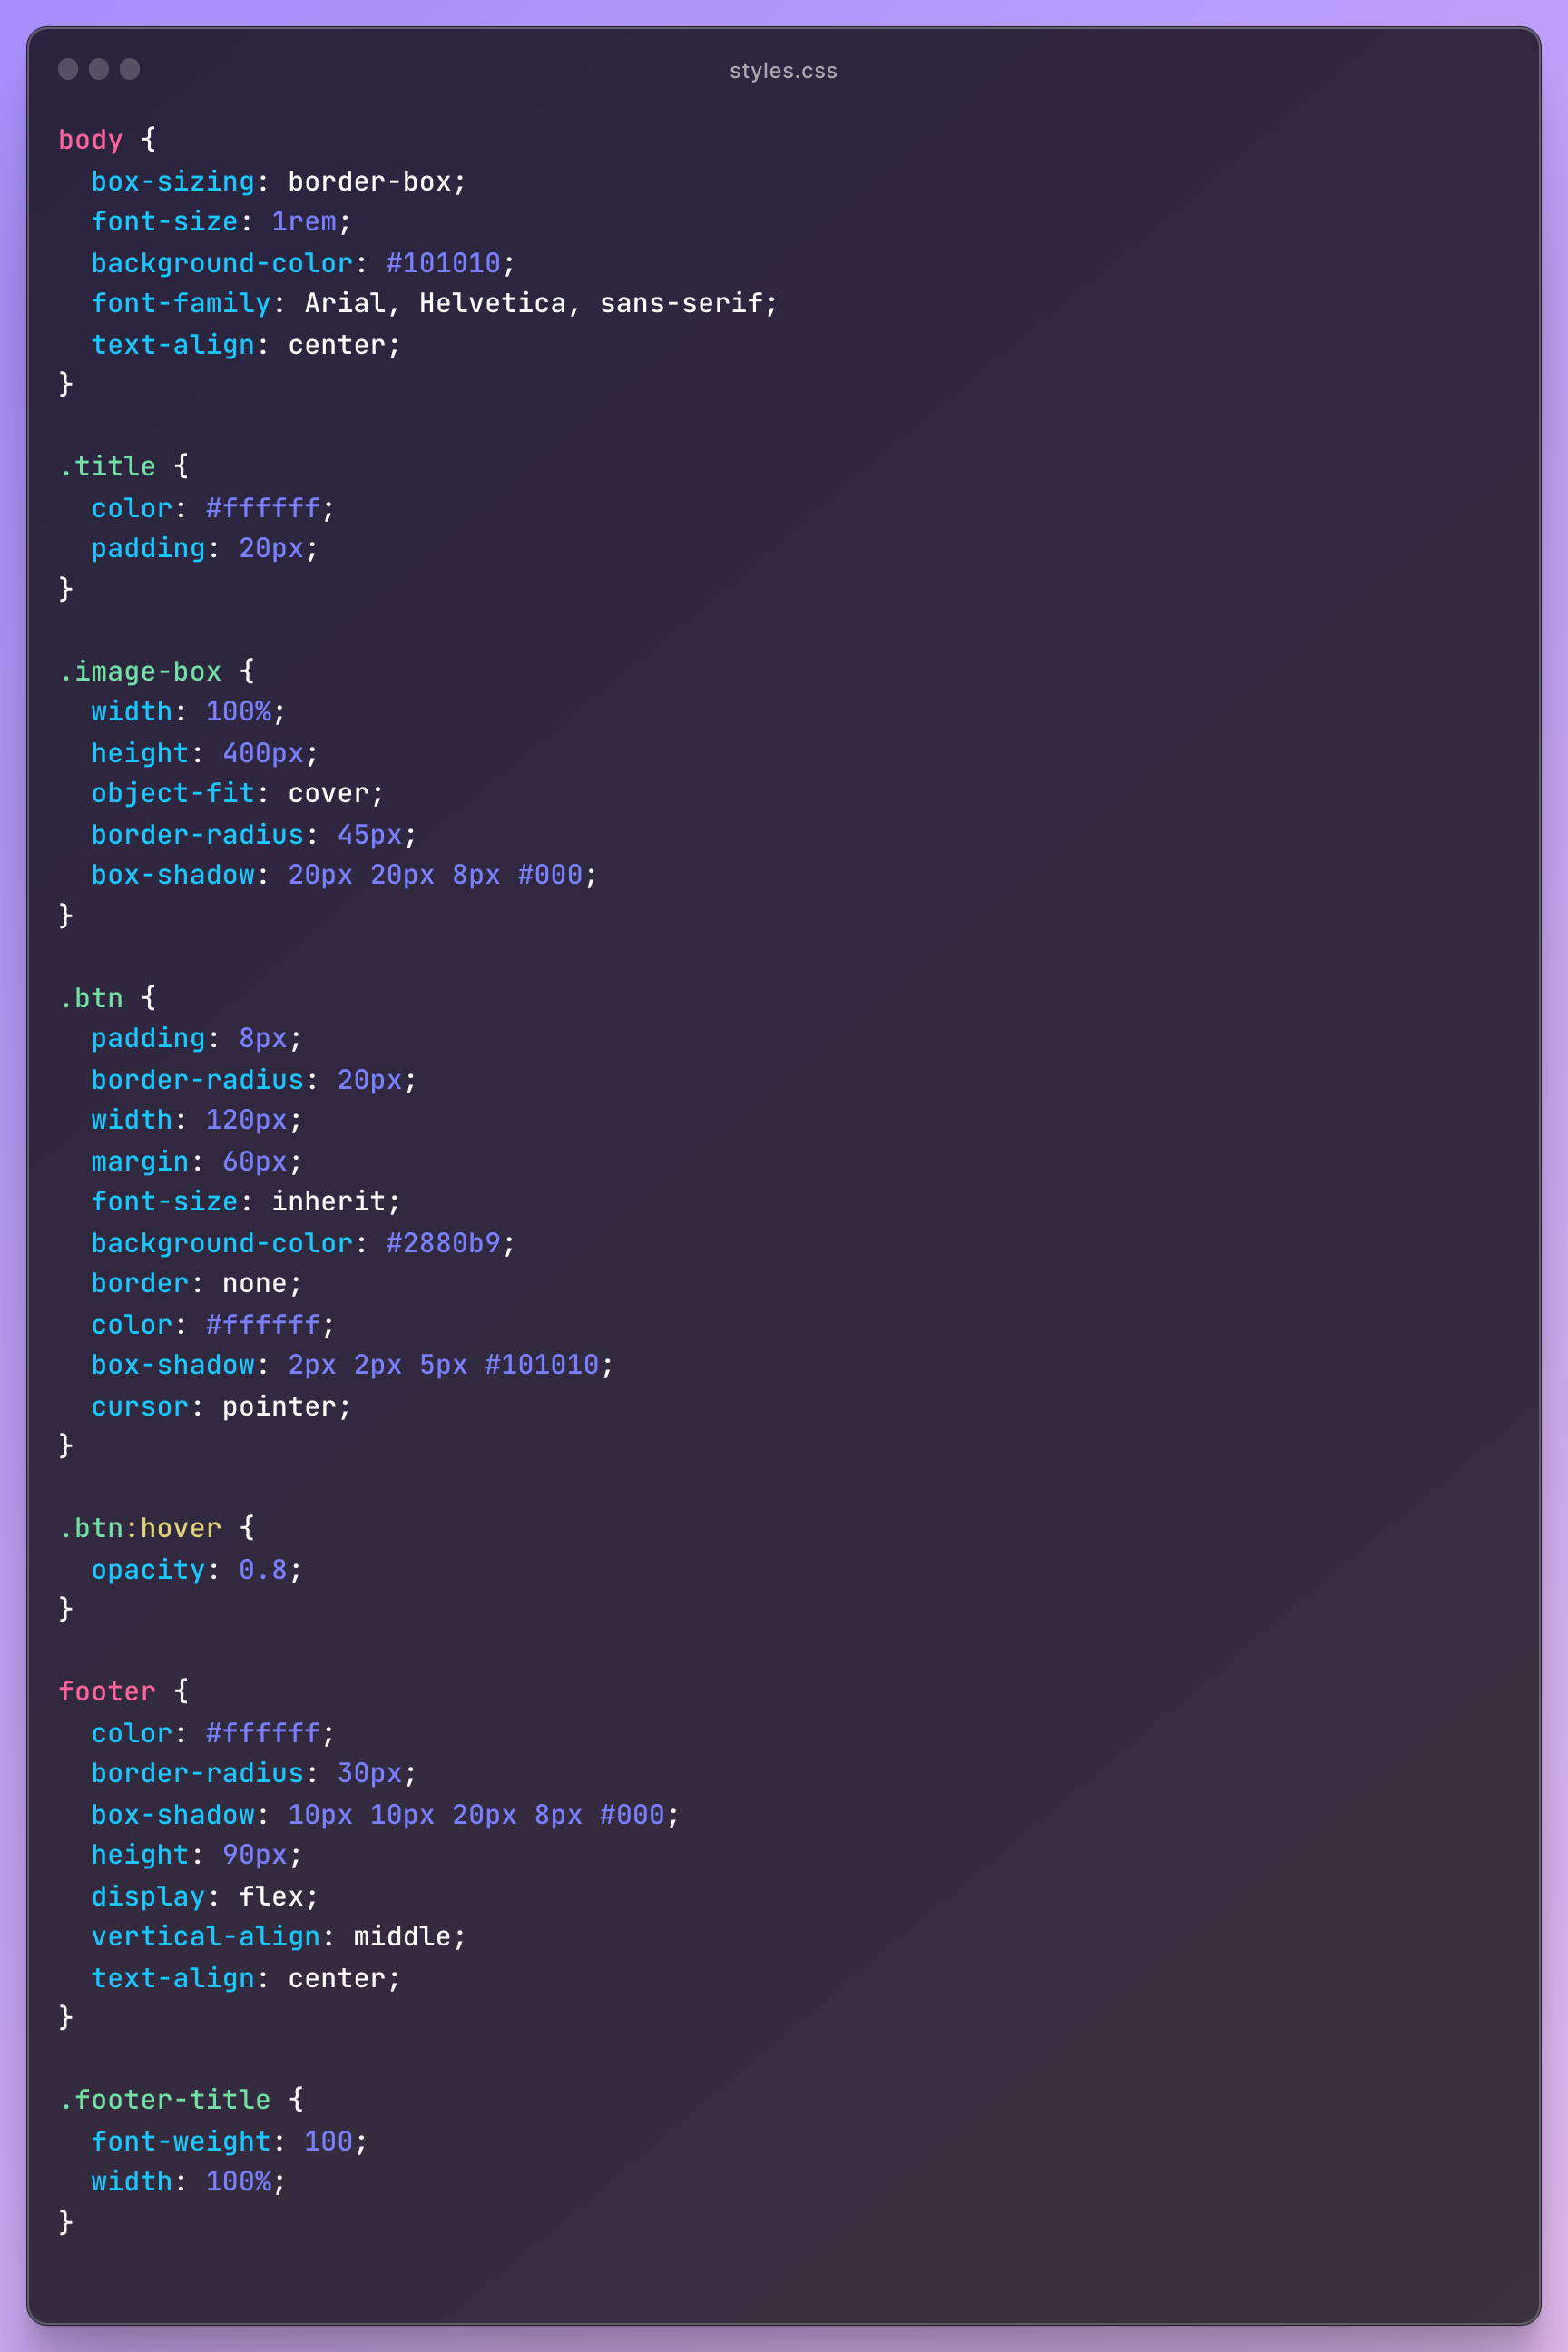 styles.css
body {
  box-sizing: border-box;
  font-size: 1rem;
  background-color: #101010;
  font-family: Arial, Helvetica, sans-serif;
  text-align: center;
}

.title {
  color: #ffffff;
  padding: 20px;
}

.image-box {
  width: 100%;
  height: 400px;
  object-fit: cover;
  border-radius: 45px;
  box-shadow: 20px 20px 8px #000;
}

.btn {
  padding: 8px;
  border-radius: 20px;
  width: 120px;
  margin: 60px;
  font-size: inherit;
  background-color: #2880b9;
  border: none;
  color: #ffffff;
  box-shadow: 2px 2px 5px #101010;
  cursor: pointer;
}

.btn:hover {
  opacity: 0.8;
}

footer {
  color: #ffffff;
  border-radius: 30px;
  box-shadow: 10px 10px 20px 8px #000;
  height: 90px;
  display: flex;
  vertical-align: middle;
  text-align: center;
}

.footer-title {
  font-weight: 100;
  width: 100%;
}